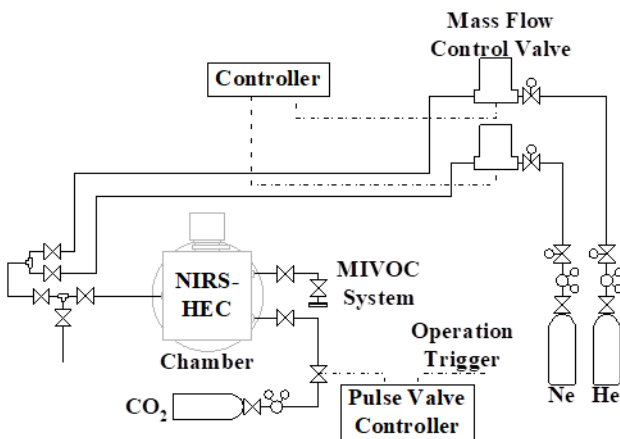 Mass Flow
Control Valve
Controller
NIRS-
HEC
MIVOC
System
Chamber
Operation
Trigger
CO₂
Pulse Valve
Controller
Ne
He